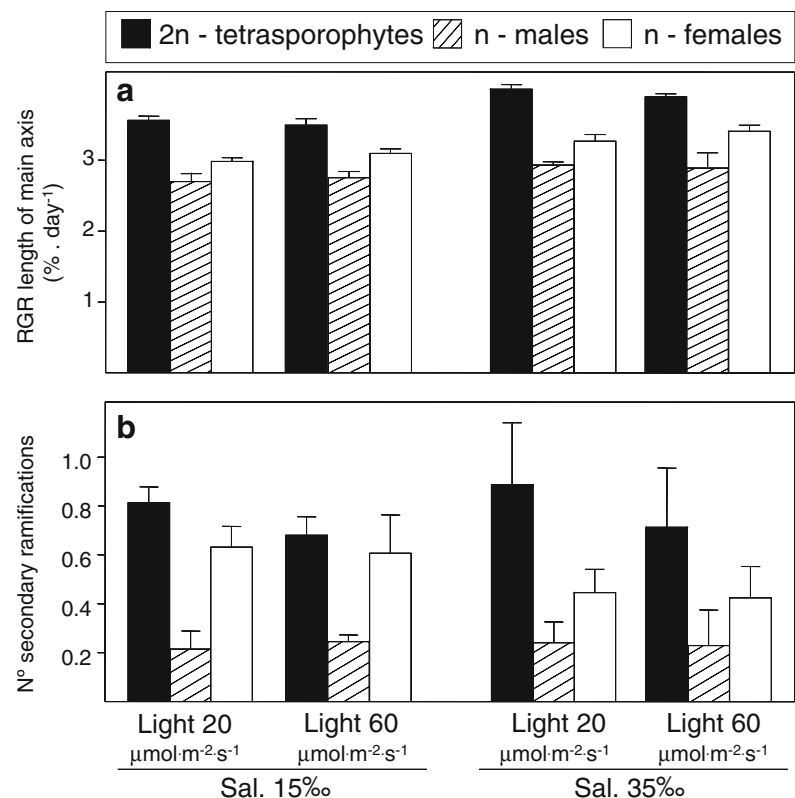 2n - tetrasporophytes n - males n - females
a
RGR length of main axis
(% . day⁻¹)
3
2
1
b
Nº secondary ramifications
1.0
0.8
0.6
0.4
0.2
Light 20 Light 60 Light 20 Light 60
µmol·m⁻²·s⁻¹ µmol·m⁻²·s⁻¹ µmol·m⁻²·s⁻¹ µmol·m⁻²·s⁻¹
Sal. 15‰ Sal. 35‰